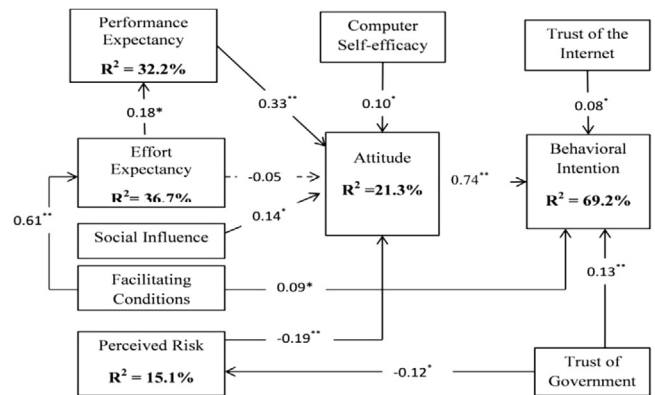 Performance
Expectancy
R² = 32.2%
Computer
Self-efficacy
Trust of the
Internet
0.18*
0.33**
0.10*
0.08*
Effort
Expectancy
R²= 36.7%
-0.05
Attitude
R² =21.3%
0.74**
Behavioral
Intention
R² = 69.2%
0.61**
Social Influence
0.14*
Facilitating
Conditions
0.09*
0.13**
Perceived Risk
R² = 15.1%
-0.19**
-0.12*
Trust of
Government